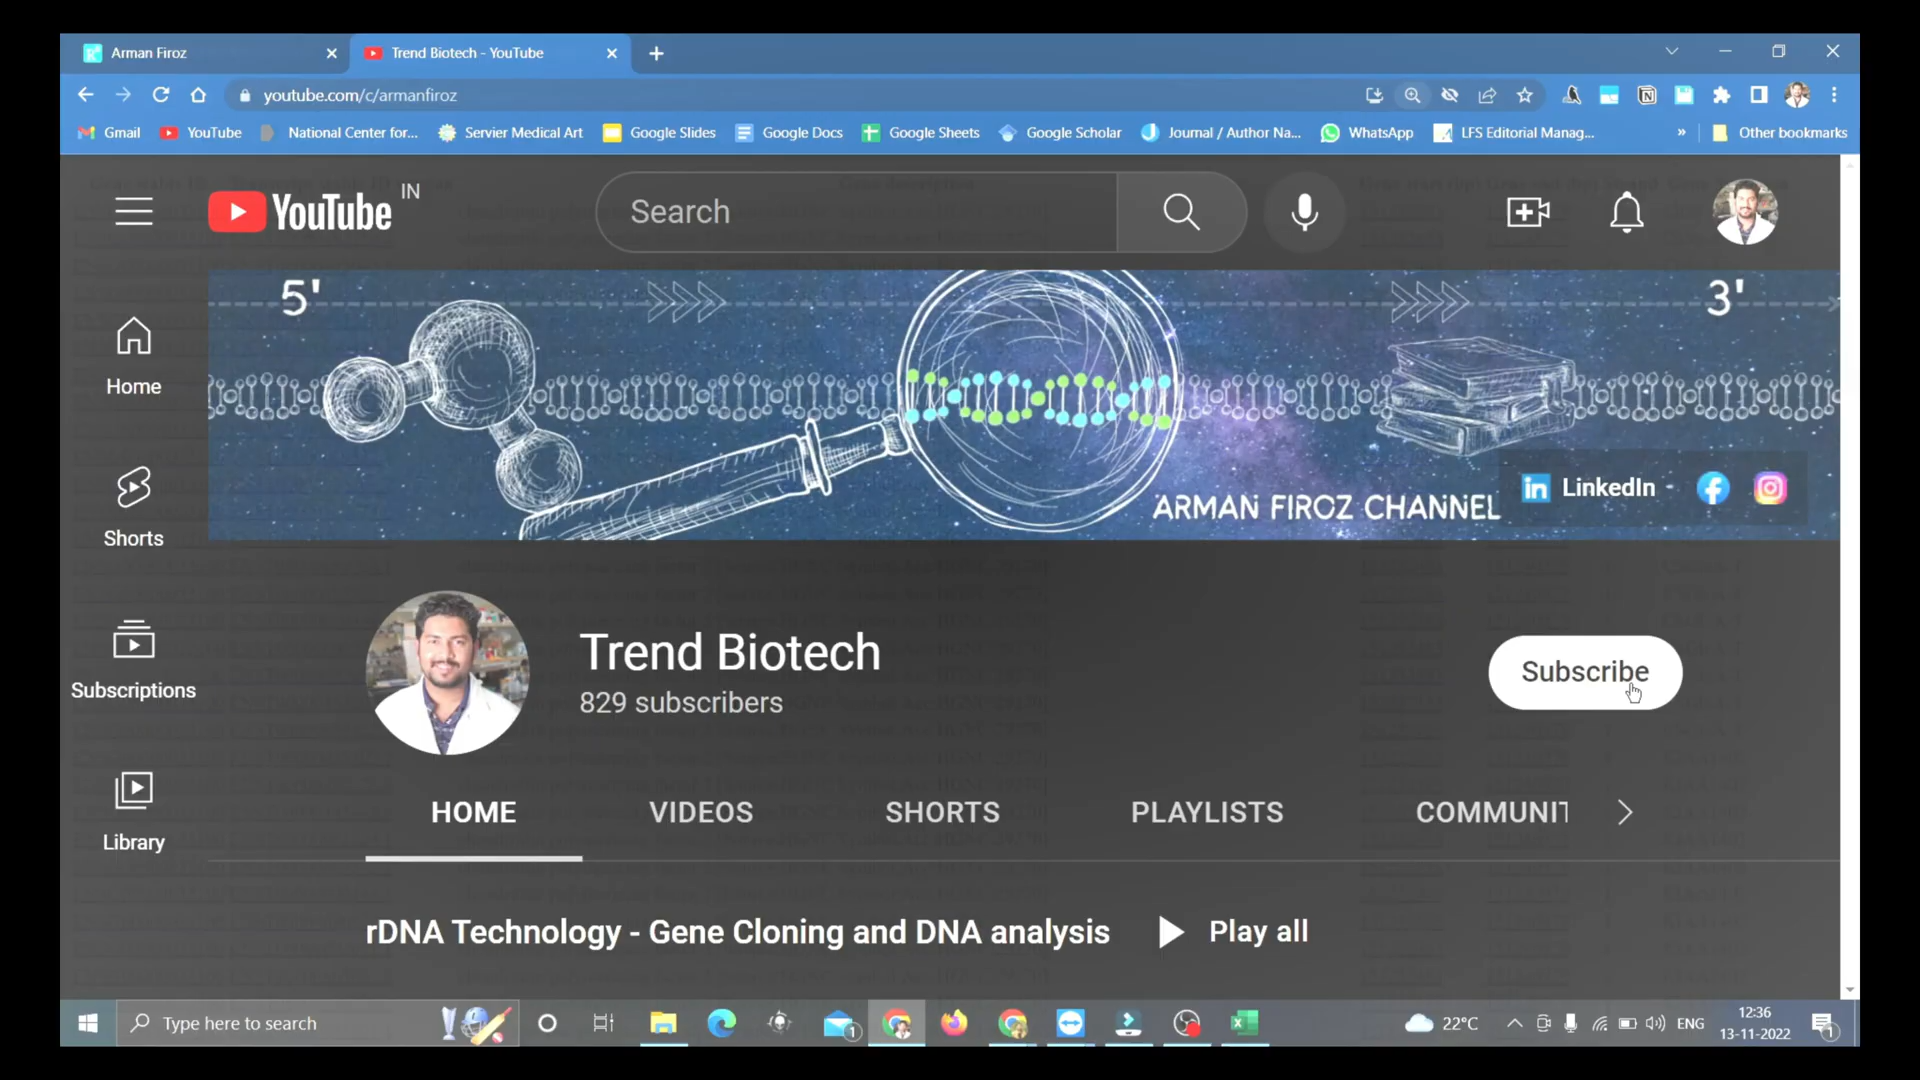 Arman Firoz
Trend Biotech - YouTube
youtube.com/c/armanfiroz
Gmail
YouTube
National Center for...
Servier Medical Art
Google Slides
Google Docs
Google Sheets
Google Scholar
Journal / Author Na...
WhatsApp
LFS Editorial Manag...
»
Other bookmarks
YouTube IN
Search
5'
3'
ARMAN FIROZ CHANNEL
LinkedIn
Home
Shorts
Subscriptions
Library
Trend Biotech
829 subscribers
Subscribe
HOME
VIDEOS
SHORTS
PLAYLISTS
COMMUNIT
rDNA Technology - Gene Cloning and DNA analysis
Play all
Type here to search
1
22°C
ENG
12:36
13-11-2022
1